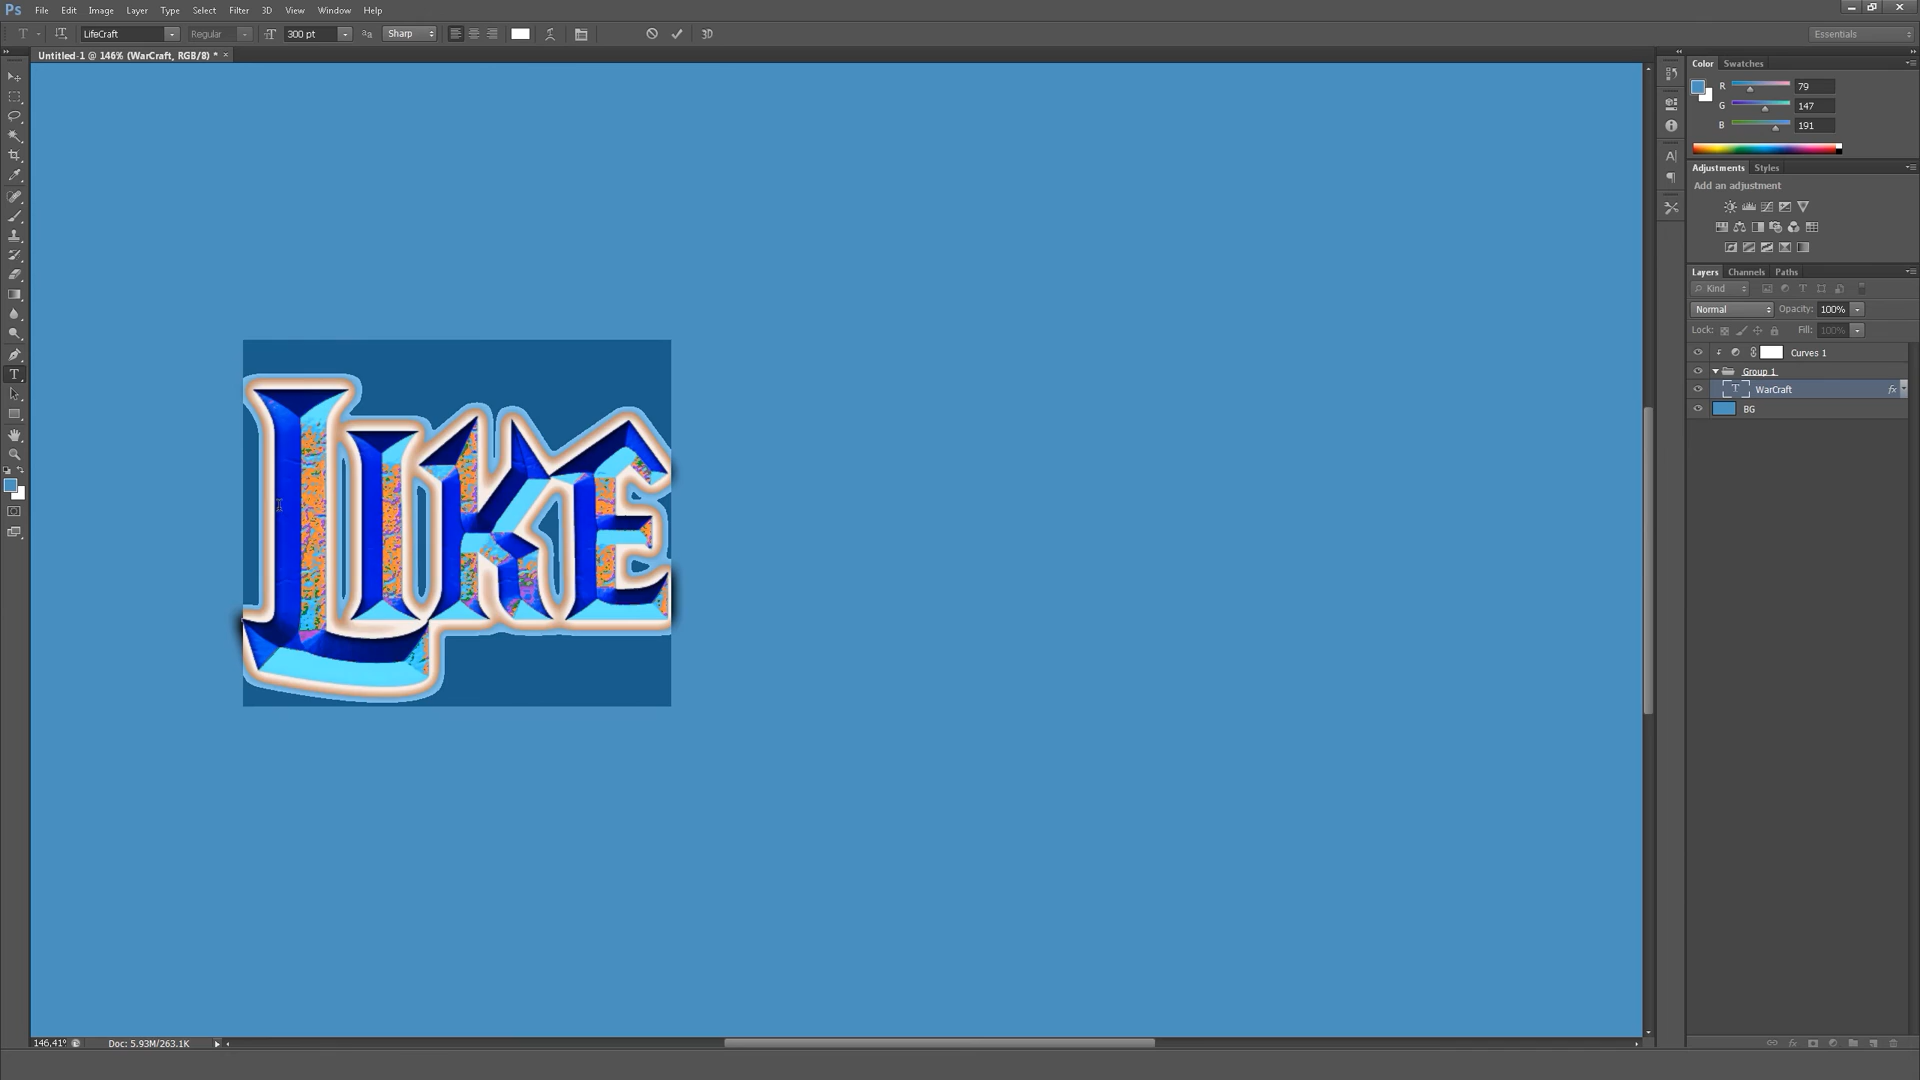 Ps File Edit Image Layer Type Select Filter 3D View Window Help
T LifeCraft Regular 300 pt Sharp 3D Essentials
Untitled-1 @ 146% (WarCraft, RGB/8) * ×
Color Swatches
R 79
G 147
B 191
Adjustments Styles
Add an adjustment
Layers Channels Paths
Kind
Normal Opacity: 100%
Lock: Fill: 100%
Curves 1
Group 1
T WarCraft fx
BG
Like
146,41% Doc: 5.93M/263.1K